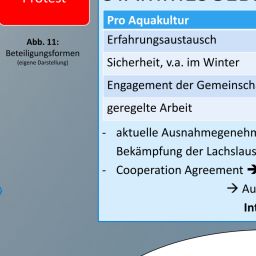 Protest
Abb. 11:
Beteiligungsformen
(eigene Darstellung)
Pro Aquakultur
Erfahrungsaustausch
Sicherheit, v.a. im Winter
Engagement der Gemeinsch
geregelte Arbeit
- aktuelle Ausnahmegenehm
Bekämpfung der Lachslaus
- Cooperation Agreement →
→ Au
Int